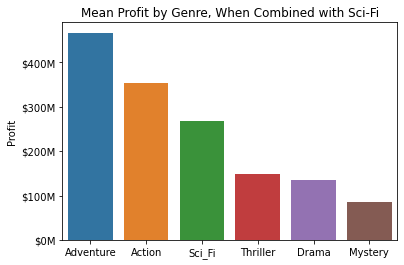 Mean Profit by Genre, When Combined with Sci-Fi
$400M
$300M
$200M
$100M
$0M
Profit
Adventure Action Sci_Fi Thriller Drama Mystery